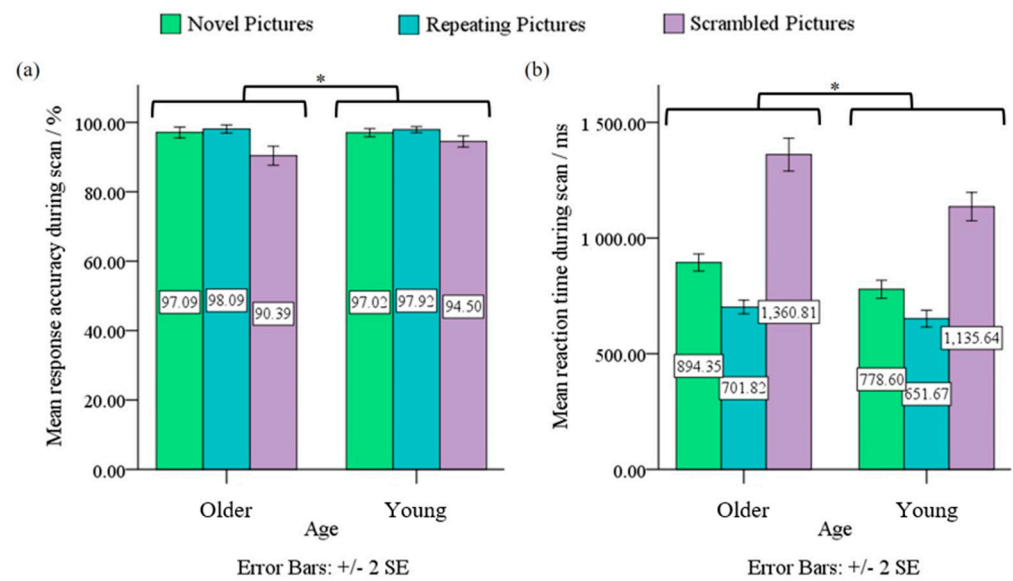 Novel Pictures Repeating Pictures Scrambled Pictures
(a)
*
Mean response accuracy during scan / %
100.00
80.00
60.00
40.00
20.00
0.00
97.09 98.09 90.39 97.02 97.92 94.50
Older Young
Age
Error Bars: +/- 2 SE
(b)
*
Mean reaction time during scan / ms
1 500.00
1 000.00
500.00
0.00
894.35 701.82 1,360.81 778.60 651.67 1,135.64
Older Young
Age
Error Bars: +/- 2 SE